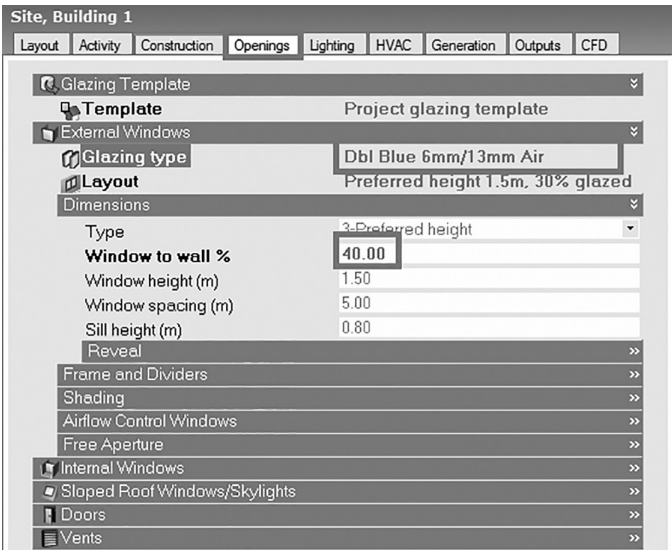 Site, Building 1
Layout Activity Construction Openings Lighting HVAC Generation Outputs CFD
Glazing Template
Template Project glazing template
External Windows
Glazing type Dbl Blue 6mm/13mm Air
Layout Preferred height 1.5m, 30% glazed
Dimensions
Type 3-Preferred height
Window to wall % 40.00
Window height (m) 1.50
Window spacing (m) 5.00
Sill height (m) 0.80
Reveal
Frame and Dividers
Shading
Airflow Control Windows
Free Aperture
Internal Windows
Sloped Roof Windows/Skylights
Doors
Vents